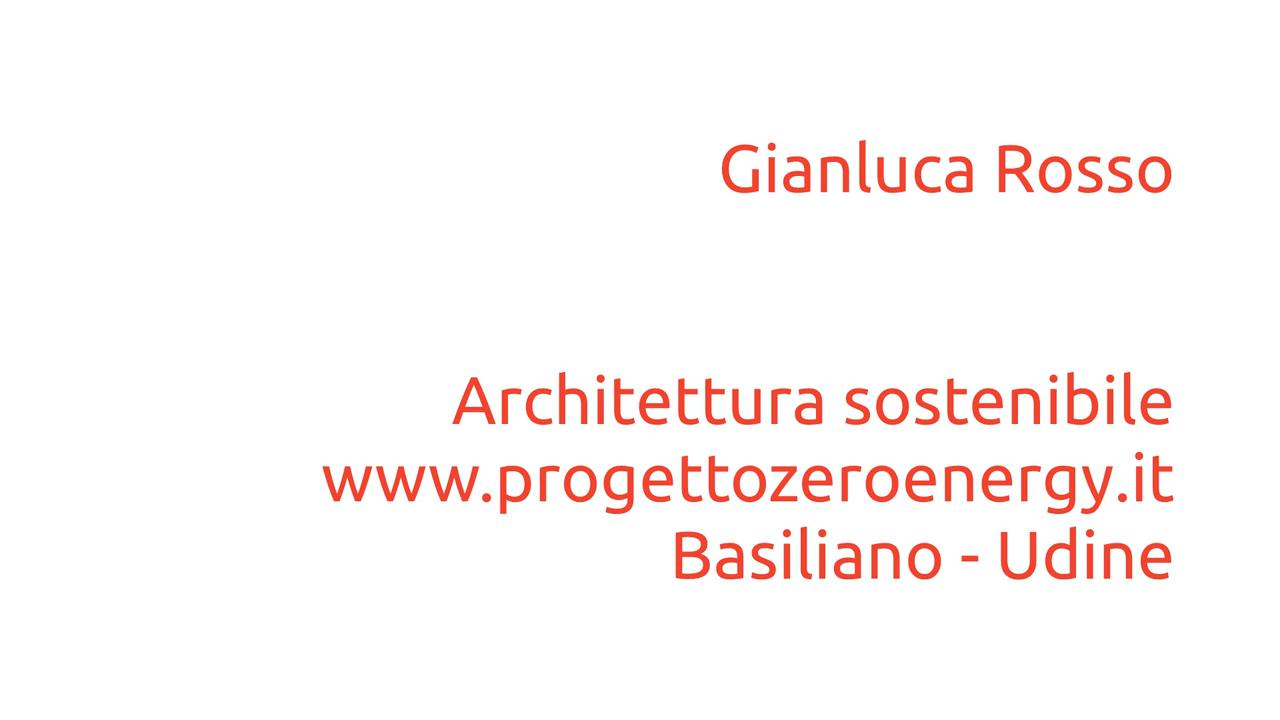 Gianluca Rosso
Architettura sostenibile
www.progettozeroenergy.it
Basiliano - Udine